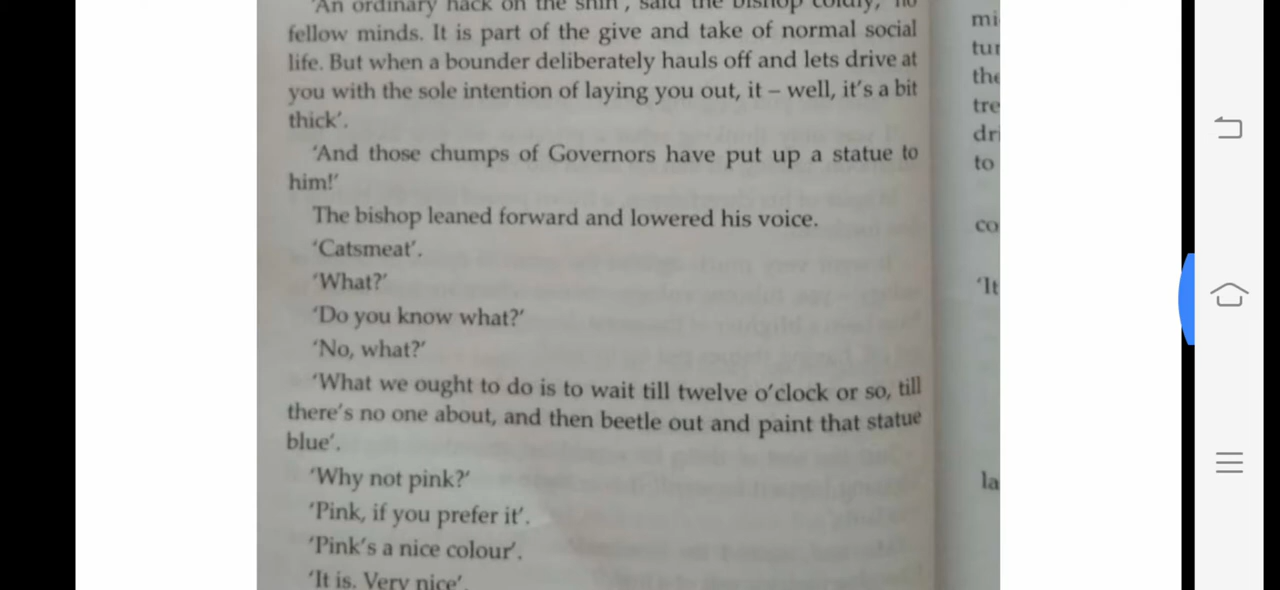 'An ordinary hack on the shin', said the bishop coldly, 'no
fellow minds. It is part of the give and take of normal social
life. But when a bounder deliberately hauls off and lets drive at
you with the sole intention of laying you out, it – well, it's a bit
thick'.
'And those chumps of Governors have put up a statue to
him!'
The bishop leaned forward and lowered his voice.
'Catsmeat'.
'What?'
'Do you know what?'
'No, what?'
'What we ought to do is to wait till twelve o'clock or so, till
there's no one about, and then beetle out and paint that statue
blue'.
'Why not pink?'
'Pink, if you prefer it'.
'Pink's a nice colour'.
'It is. Very nice'.
mi
tur
the
tre
dri
to
co
'It
la